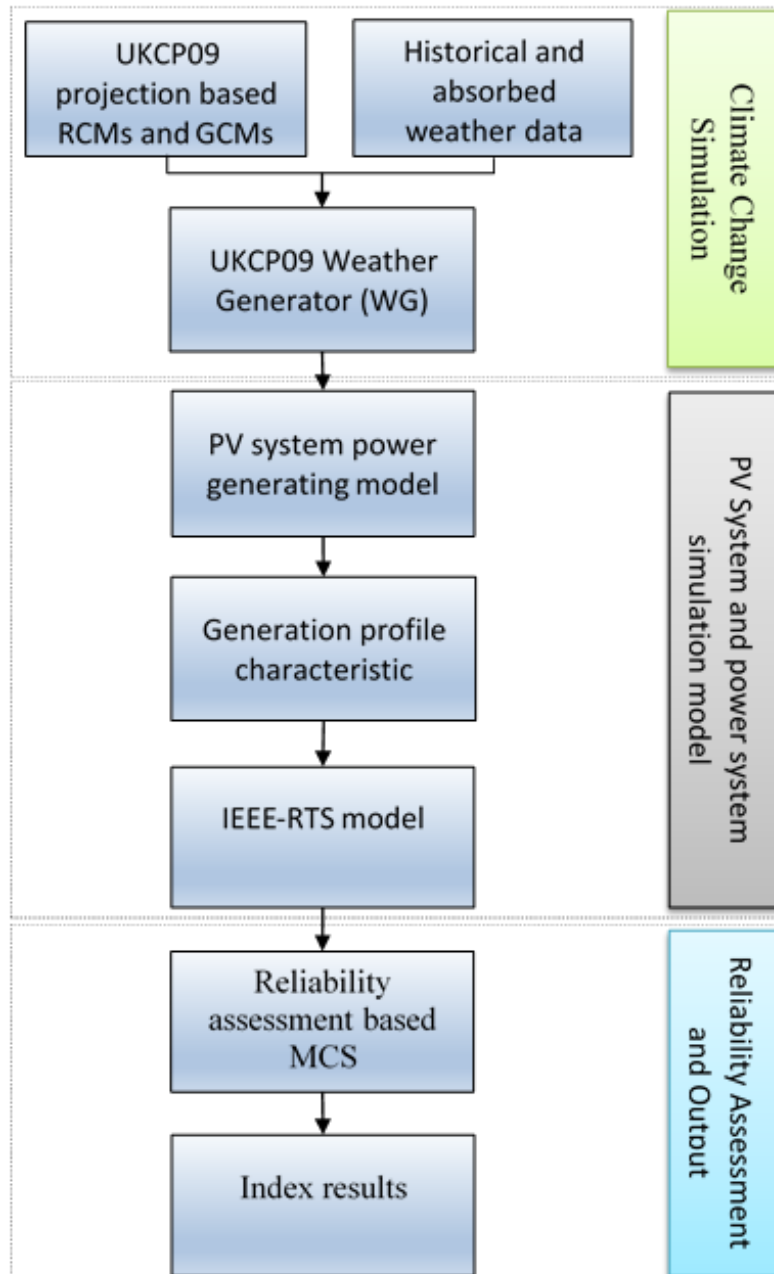 UKCP09
projection based
RCMs and GCMs
Historical and
absorbed
weather data
Climate Change
Simulation
UKCP09 Weather
Generator (WG)
PV system power
generating model
Generation profile
characteristic
IEEE-RTS model
PV System and power system
simulation model
Reliability
assessment based
MCS
Index results
Reliability Assessment
and Output